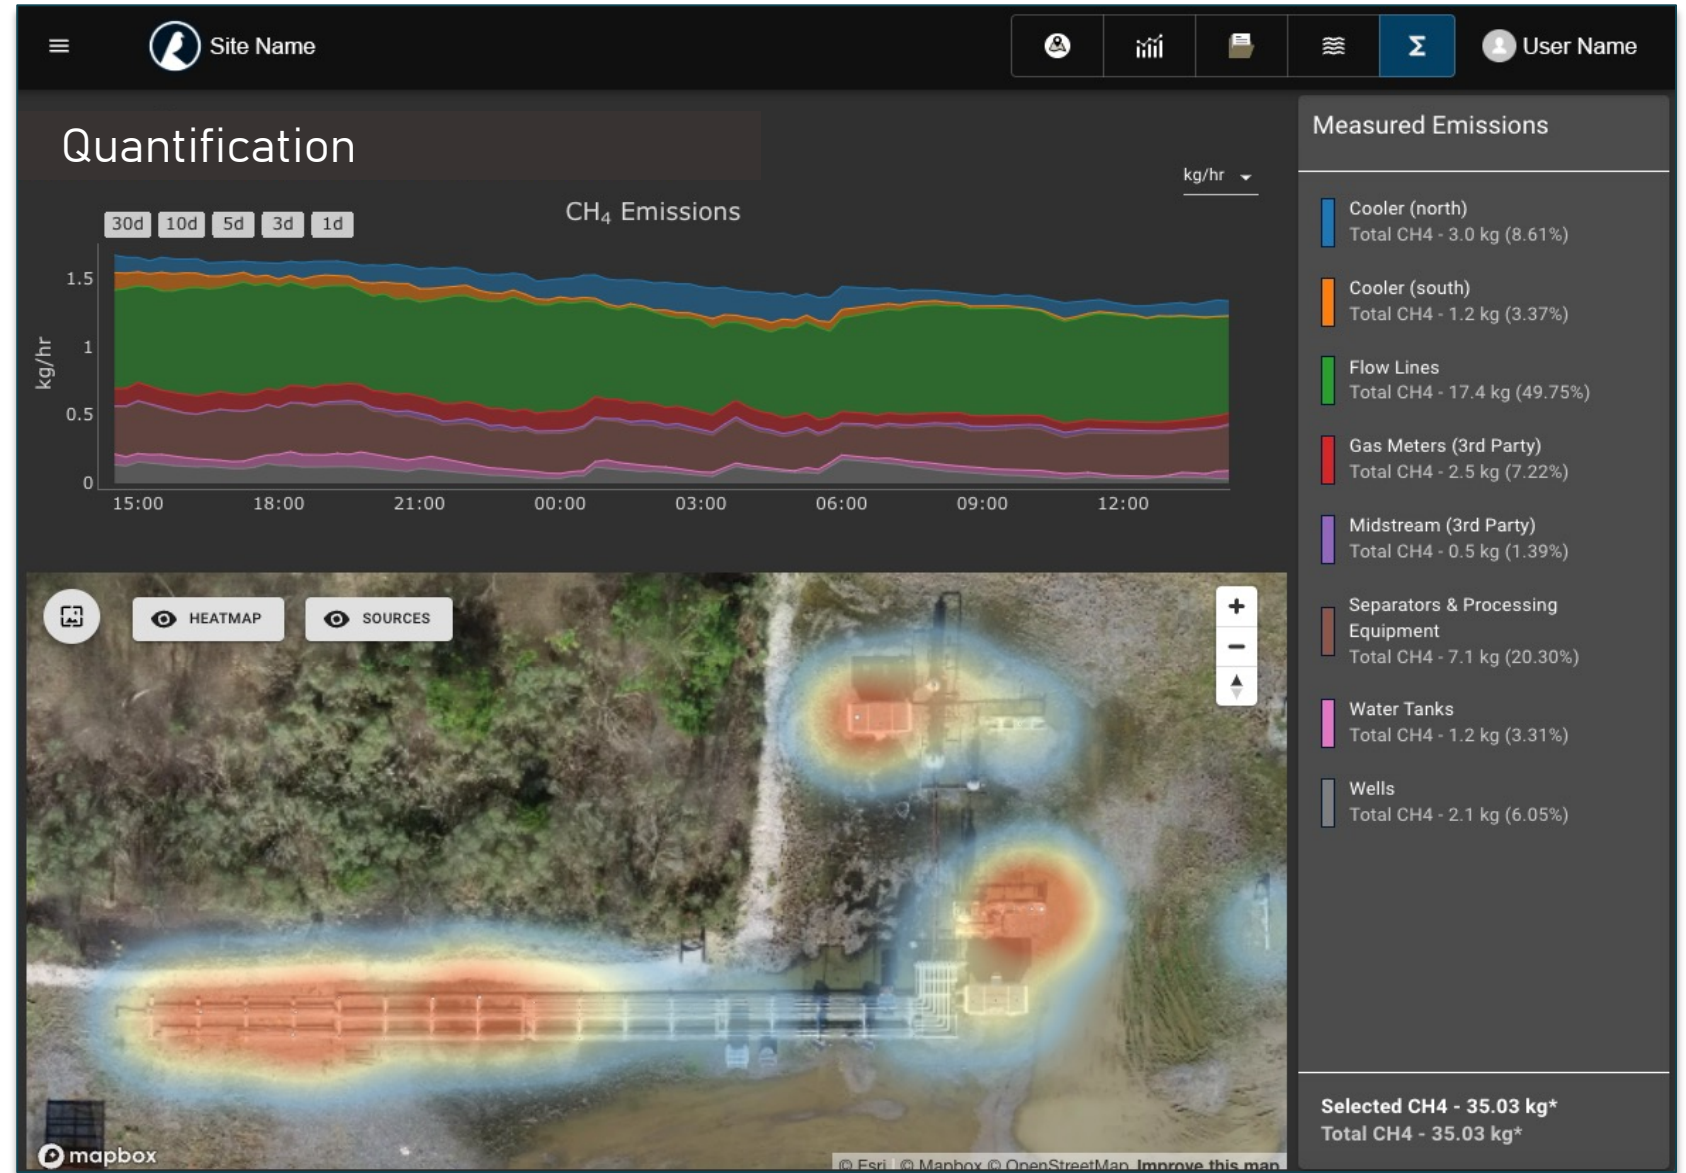 Site Name
Σ
User Name
Quantification
kg/hr
CH₄ Emissions
30d 10d 5d 3d 1d
kg/hr
1.5
1
0.5
0
15:00 18:00 21:00 00:00 03:00 06:00 09:00 12:00
Measured Emissions
Cooler (north)
Total CH4 - 3.0 kg (8.61%)
Cooler (south)
Total CH4 - 1.2 kg (3.37%)
Flow Lines
Total CH4 - 17.4 kg (49.75%)
Gas Meters (3rd Party)
Total CH4 - 2.5 kg (7.22%)
Midstream (3rd Party)
Total CH4 - 0.5 kg (1.39%)
Separators & Processing
Equipment
Total CH4 - 7.1 kg (20.30%)
Water Tanks
Total CH4 - 1.2 kg (3.31%)
Wells
Total CH4 - 2.1 kg (6.05%)
Selected CH4 - 35.03 kg*
Total CH4 - 35.03 kg*
HEATMAP
SOURCES
+
−
mapbox
© Esri | © Mapbox © OpenStreetMap Improve this map